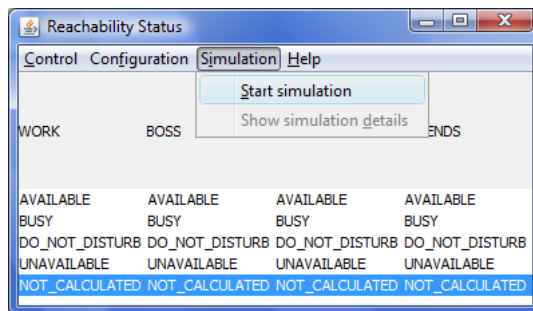 Reachability Status
Control Configuration Simulation Help
Start simulation
Show simulation details
WORK BOSS ENDS
AVAILABLE AVAILABLE AVAILABLE AVAILABLE
BUSY BUSY BUSY BUSY
DO_NOT_DISTURB DO_NOT_DISTURB DO_NOT_DISTURB DO_NOT_DISTURB
UNAVAILABLE UNAVAILABLE UNAVAILABLE UNAVAILABLE
NOT_CALCULATED NOT_CALCULATED NOT_CALCULATED NOT_CALCULATED